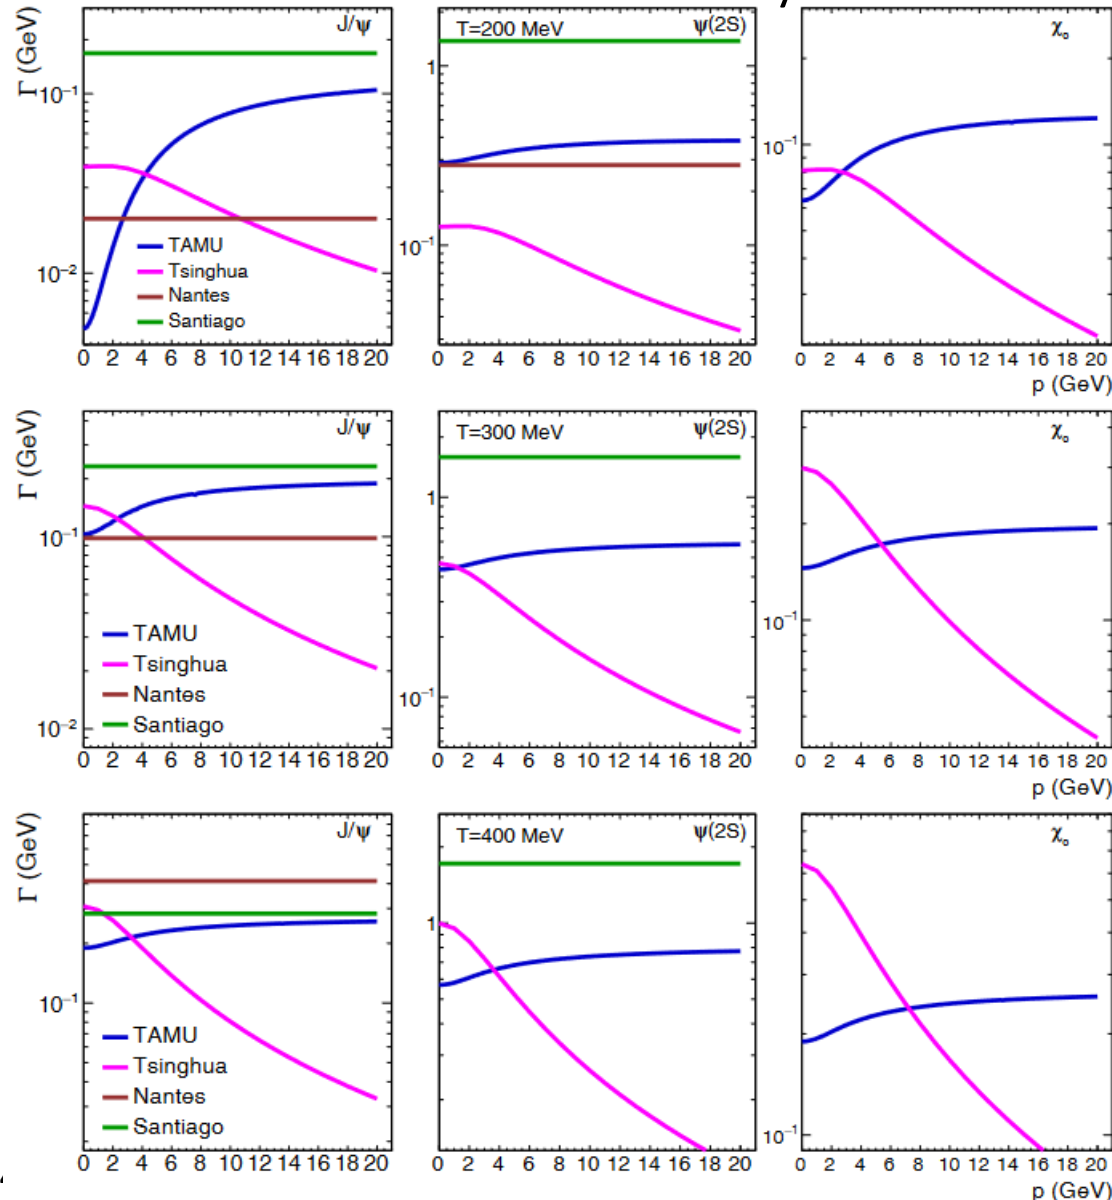 Γ (GeV)
J/ψ
10⁻¹
10⁻²
TAMU
Tsinghua
Nantes
Santiago
0 2 4 6 8 10 12 14 16 18 20
T=200 MeV
ψ(2S)
1
10⁻¹
0 2 4 6 8 10 12 14 16 18 20
χ
10⁻¹
0 2 4 6 8 10 12 14 16 18 20
p (GeV)
Γ (GeV)
J/ψ
10⁻¹
10⁻²
TAMU
Tsinghua
Nantes
Santiago
0 2 4 6 8 10 12 14 16 18 20
T=300 MeV
ψ(2S)
1
10⁻¹
0 2 4 6 8 10 12 14 16 18 20
χ
10⁻¹
0 2 4 6 8 10 12 14 16 18 20
p (GeV)
Γ (GeV)
J/ψ
10⁻¹
TAMU
Tsinghua
Nantes
Santiago
0 2 4 6 8 10 12 14 16 18 20
T=400 MeV
ψ(2S)
1
0 2 4 6 8 10 12 14 16 18 20
χ
10⁻¹
0 2 4 6 8 10 12 14 16 18 20
p (GeV)